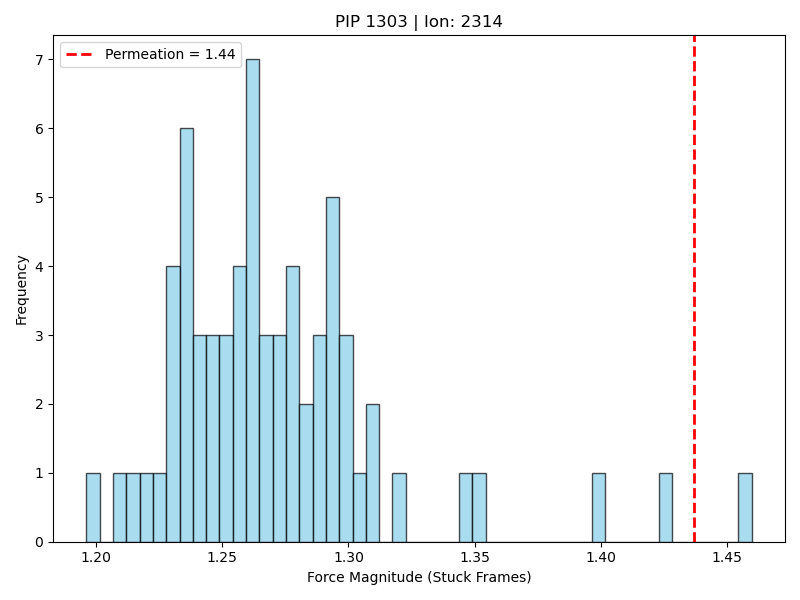 PIP 1303 | Ion: 2314
Permeation = 1.44
Frequency
7
6
5
4
3
2
1
0
1.20 1.25 1.30 1.35 1.40 1.45
Force Magnitude (Stuck Frames)